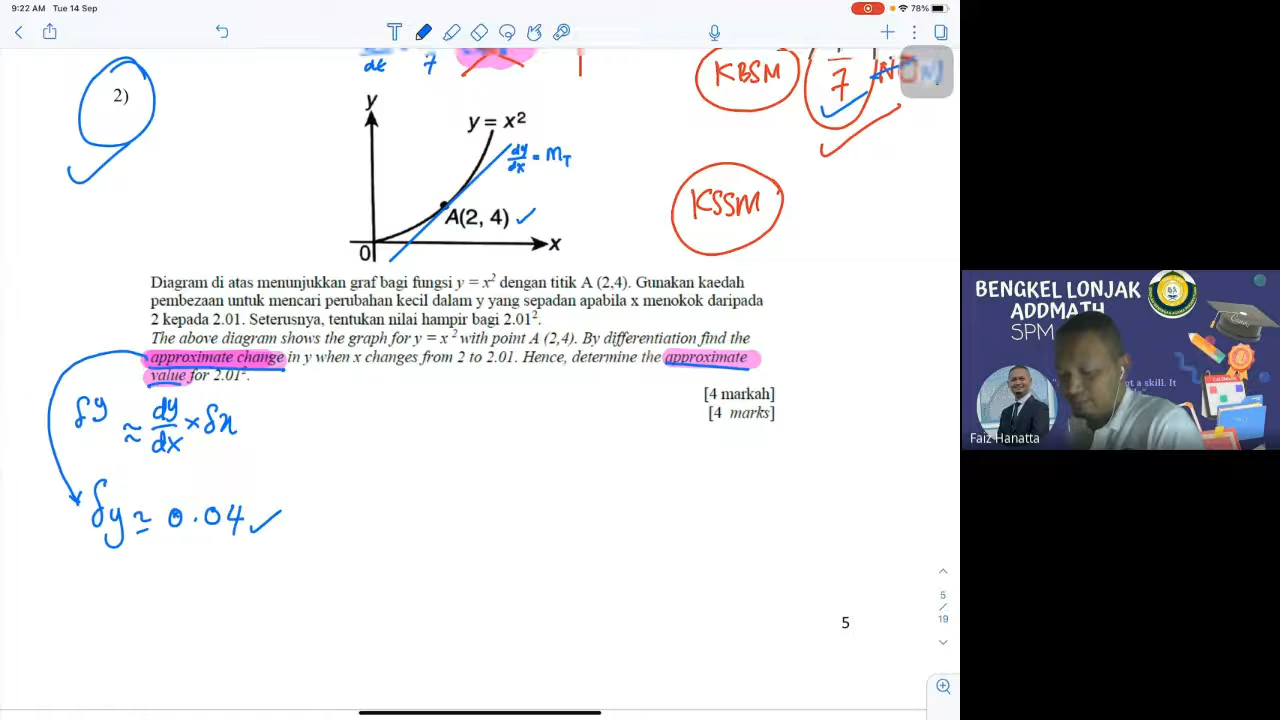 9:22 AM Tue 14 Sep
78%
dt 7
KBSM
7
2)
y
y = x²
dy/dx = m_T
A(2, 4) ✓
0
x
KSSM
Diagram di atas menunjukkan graf bagi fungsi y = x² dengan titik A (2,4). Gunakan kaedah
pembezaan untuk mencari perubahan kecil dalam y yang sepadan apabila x menokok daripada
2 kepada 2.01. Seterusnya, tentukan nilai hampir bagi 2.01².
The above diagram shows the graph for y = x² with point A (2,4). By differentiation find the
approximate change in y when x changes from 2 to 2.01. Hence, determine the approximate
value for 2.01².
[4 markah]
[4 marks]
δy ≈ dy/dx × δx
δy ≈ 0.04 ✓
5
5
/
19
BENGKEL LONJAK
ADDMATH
SPM
t a skill. It
Faiz Hanatta